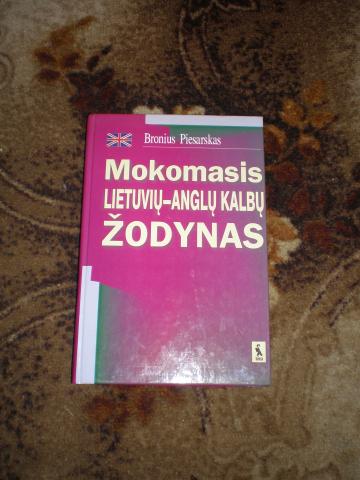 Bronius Piesarskas
Mokomasis
LIETUVIŲ–ANGLŲ KALBŲ
ŽODYNAS